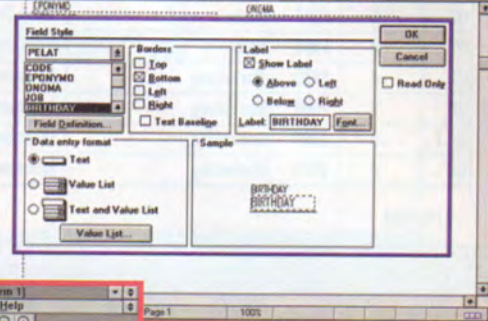 EPONYMO
ONOMA
Field Style
PELAT
CODE
EPONYMO
ONOMA
JOB
BIRTHDAY
Field Definition...
Borders
Top
Bottom
Left
Right
Text Baseline
Label
Show Label
Above Left
Below Right
Label: BIRTHDAY Font...
OK
Cancel
Read Only
Data entry format
Text
Value List
Text and Value List
Value List...
Sample
BIRTHDAY
BIRTHDAY
rm 1]
Help
Page 1 100%